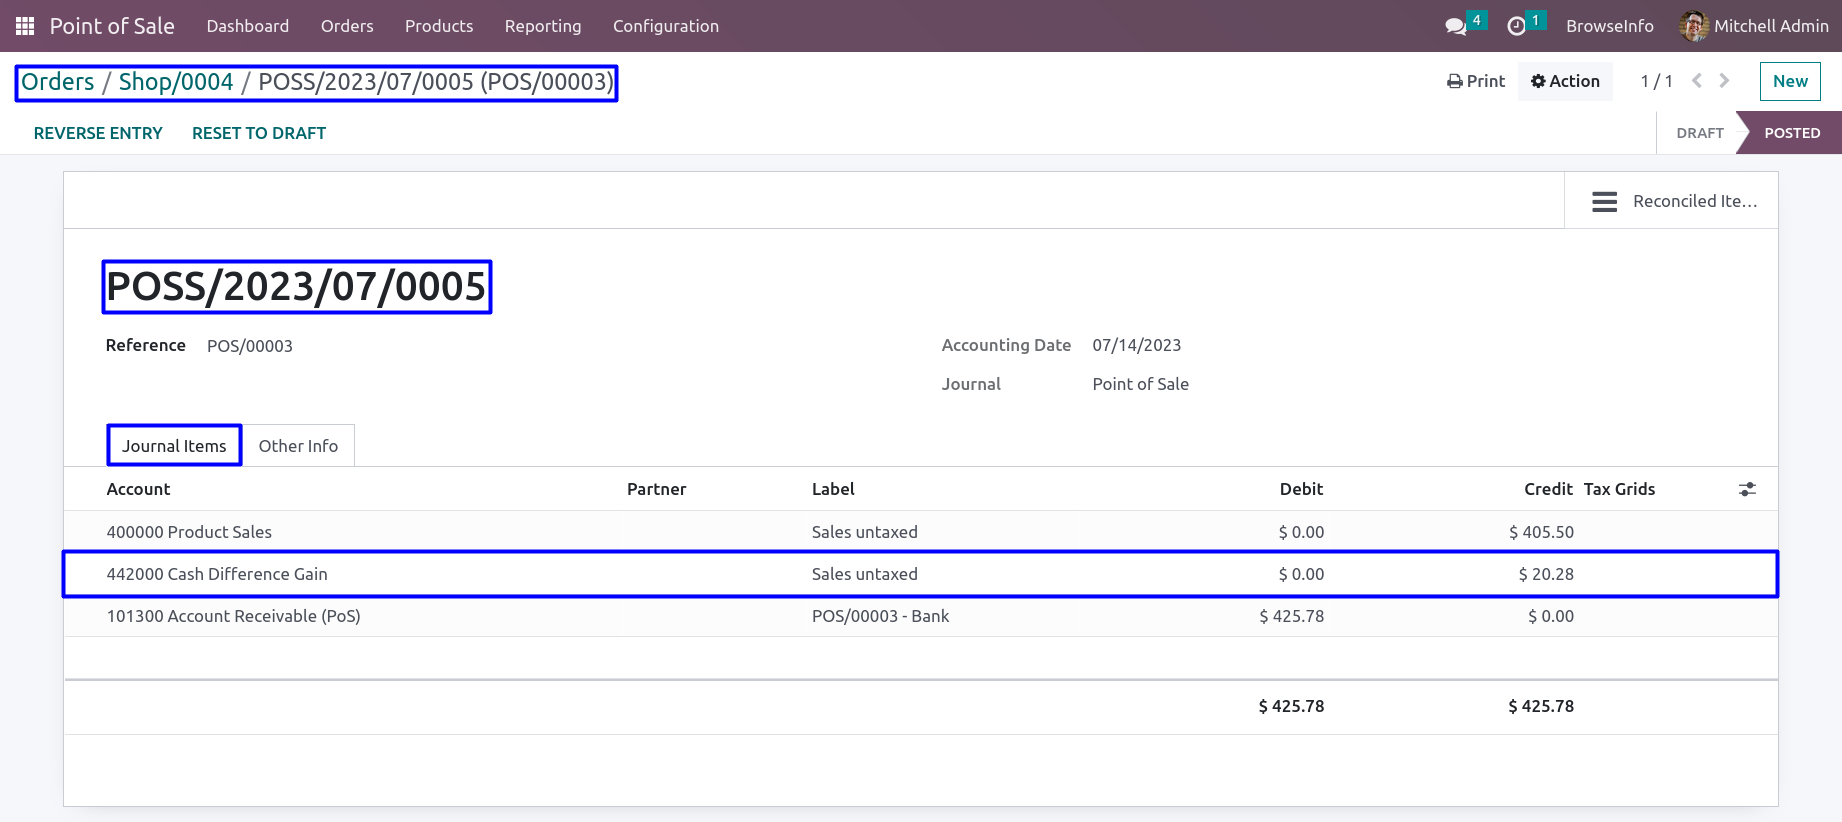 Point of Sale Dashboard Orders Products Reporting Configuration 4 1 BrowseInfo Mitchell Admin
Orders / Shop/0004 / POSS/2023/07/0005 (POS/00003) Print Action 1 / 1 New
REVERSE ENTRY RESET TO DRAFT DRAFT POSTED
Reconciled Ite...
POSS/2023/07/0005
Reference POS/00003 Accounting Date 07/14/2023
Journal Point of Sale
Journal Items Other Info
Account Partner Label Debit Credit Tax Grids
400000 Product Sales Sales untaxed $ 0.00 $ 405.50
442000 Cash Difference Gain Sales untaxed $ 0.00 $ 20.28
101300 Account Receivable (PoS) POS/00003 - Bank $ 425.78 $ 0.00
$ 425.78 $ 425.78